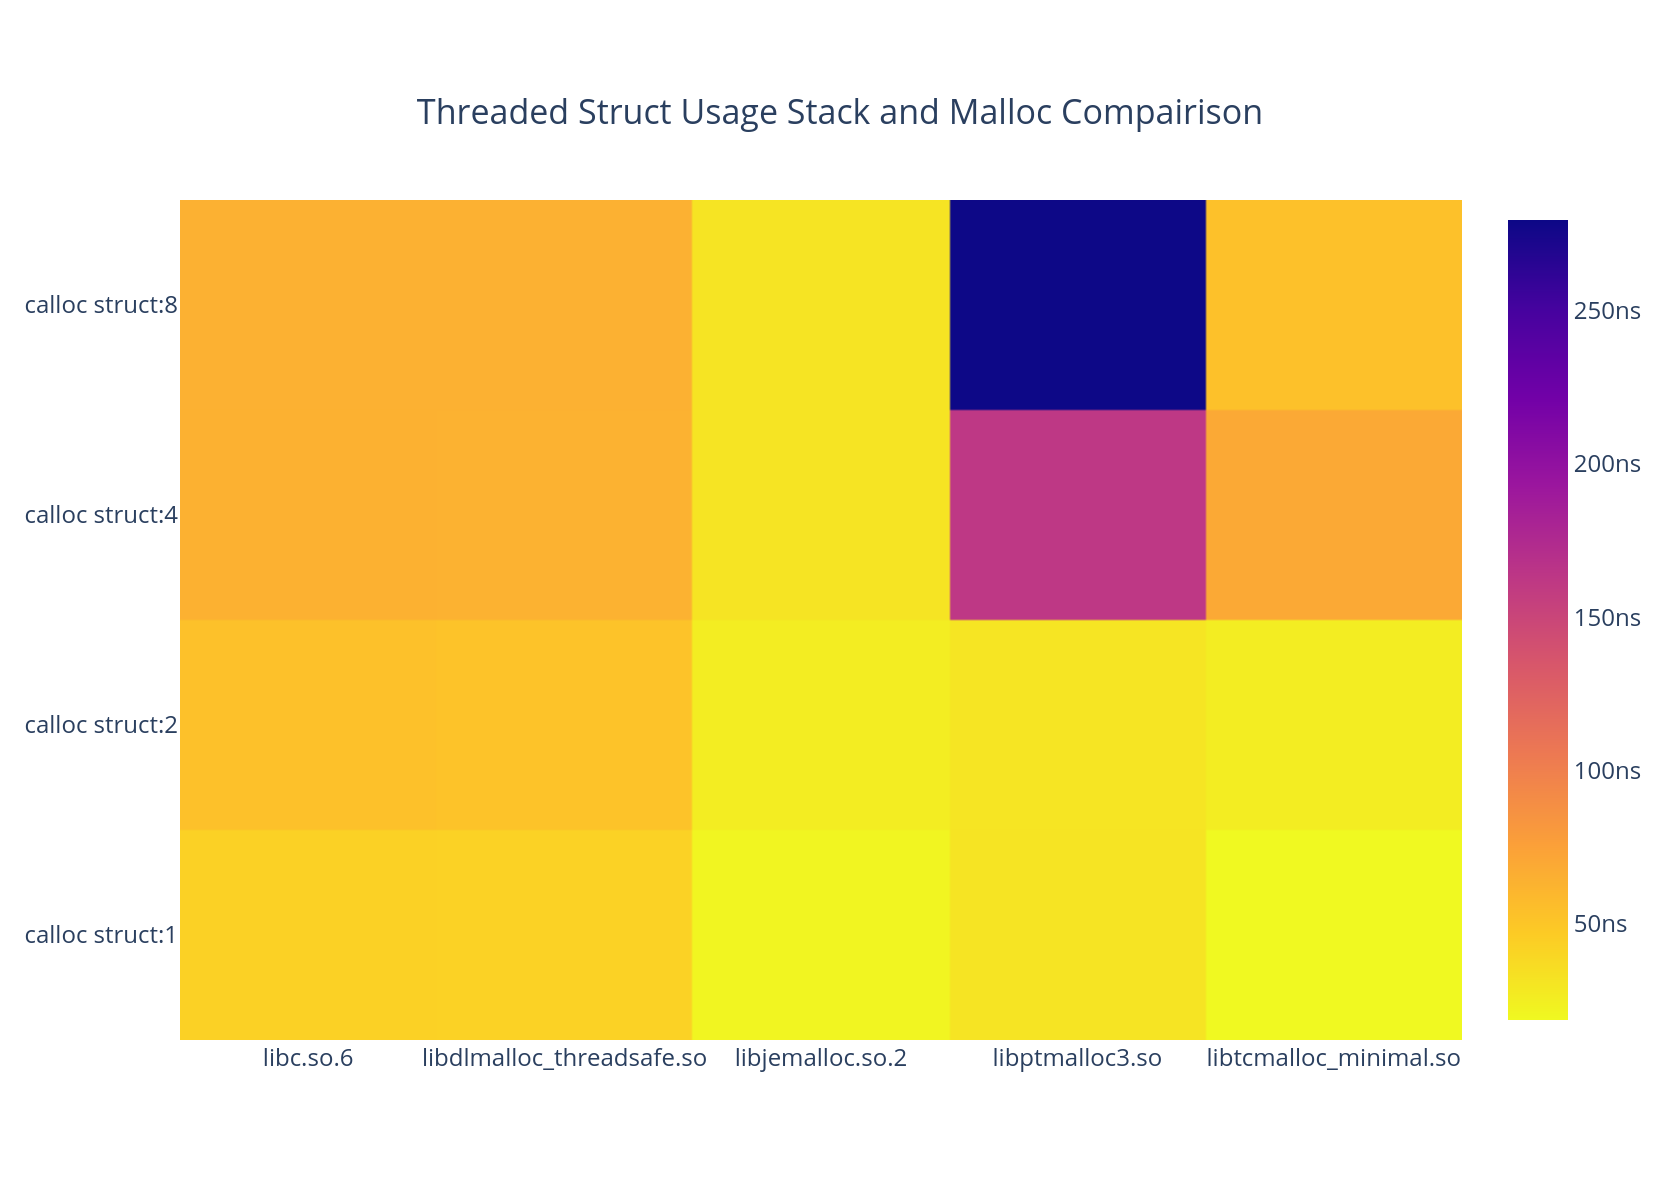 Threaded Struct Usage Stack and Malloc Compairison
calloc struct:8
calloc struct:4
calloc struct:2
calloc struct:1
libc.so.6
libdlmalloc_threadsafe.so
libjemalloc.so.2
libptmalloc3.so
libtcmalloc_minimal.so
250ns
200ns
150ns
100ns
50ns